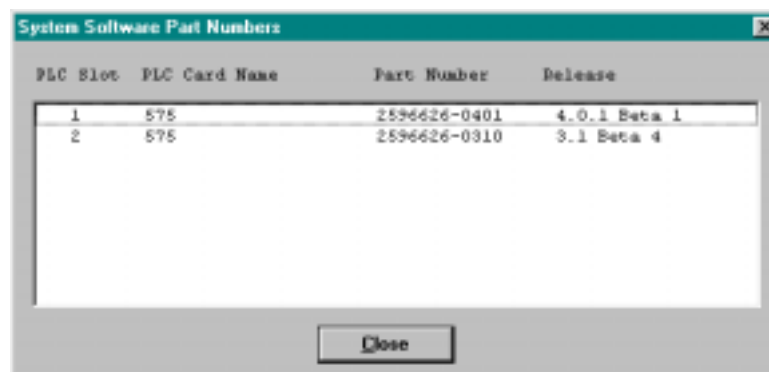 System Software Part Numbers
PLC Slot PLC Card Name Part Number Release
1 575 2596626-0401 4.0.1 Beta 1
2 575 2596626-0310 3.1 Beta 4
Close